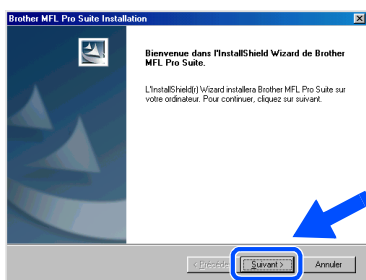 Brother MFL Pro Suite Installation
Bienvenue dans l'InstallShield Wizard de Brother
MFL Pro Suite.
L'InstallShield(r) Wizard installera Brother MFL Pro Suite sur
votre ordinateur. Pour continuer, cliquez sur suivant.
Suivant >
Annuler